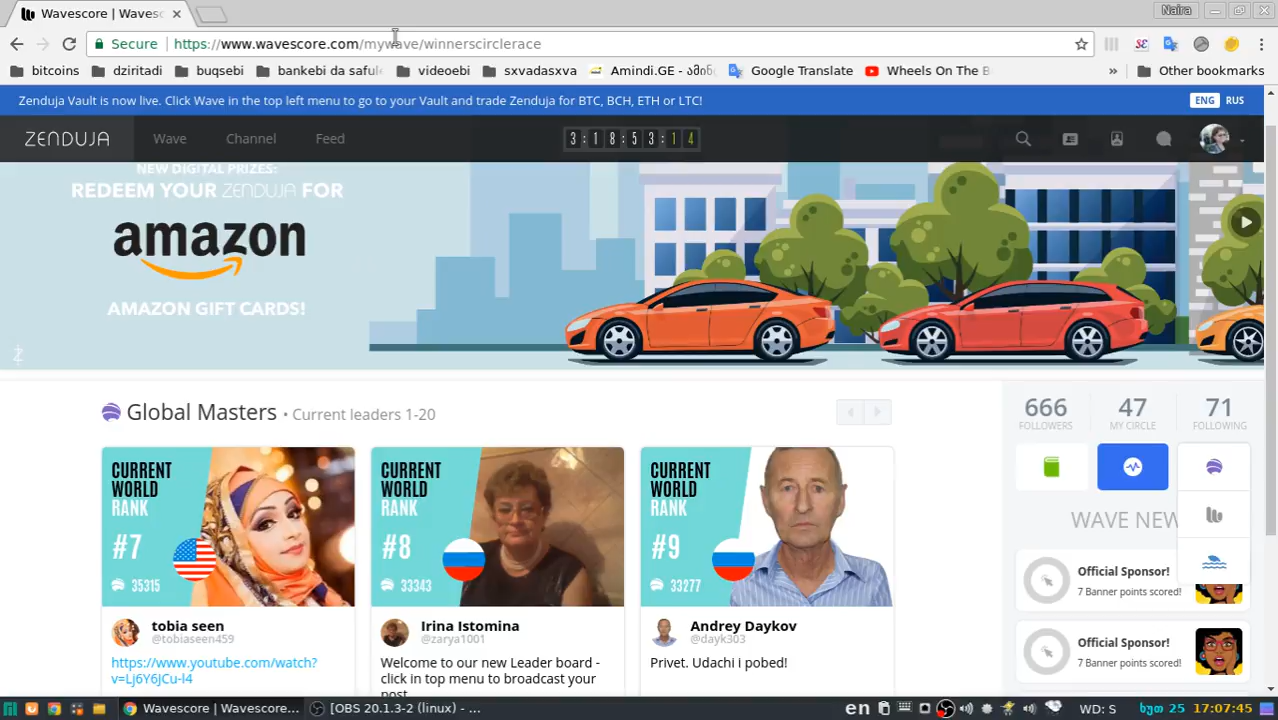 Wavescore | Wavesc
Naira
Secure
https://www.wavescore.com/mywave/winnerscirclerace
bitcoins
dziritadi
buqsebi
bankebi da safule
videoebi
sxvadasxva
Amindi.GE - ამინ
Google Translate
Wheels On The B
»
Other bookmarks
Zenduja Vault is now live. Click Wave in the top left menu to go to your Vault and trade Zenduja for BTC, BCH, ETH or LTC!
ENG
RUS
ZENDUJA
Wave
Channel
Feed
3:18:53:14
NEW DIGITAL PRIZES:
REDEEM YOUR ZENDUJA FOR
amazon
AMAZON GIFT CARDS!
Global Masters • Current leaders 1-20
CURRENT
WORLD
RANK
#7
35315
tobia seen
@tobiaseen459
https://www.youtube.com/watch?
v=Lj6Y6JCu-I4
CURRENT
WORLD
RANK
#8
33343
Irina Istomina
@zarya1001
Welcome to our new Leader board -
click in top menu to broadcast your
post
CURRENT
WORLD
RANK
#9
33277
Andrey Daykov
@dayk303
Privet. Udachi i pobed!
666
FOLLOWERS
47
MY CIRCLE
71
FOLLOWING
WAVE NEW
Official Sponsor!
7 Banner points scored!
Official Sponsor!
7 Banner points scored!
Wavescore | Wavescore...
[OBS 20.1.3-2 (linux) - ...
en
WD: S
ხუთ 25
17:07:45